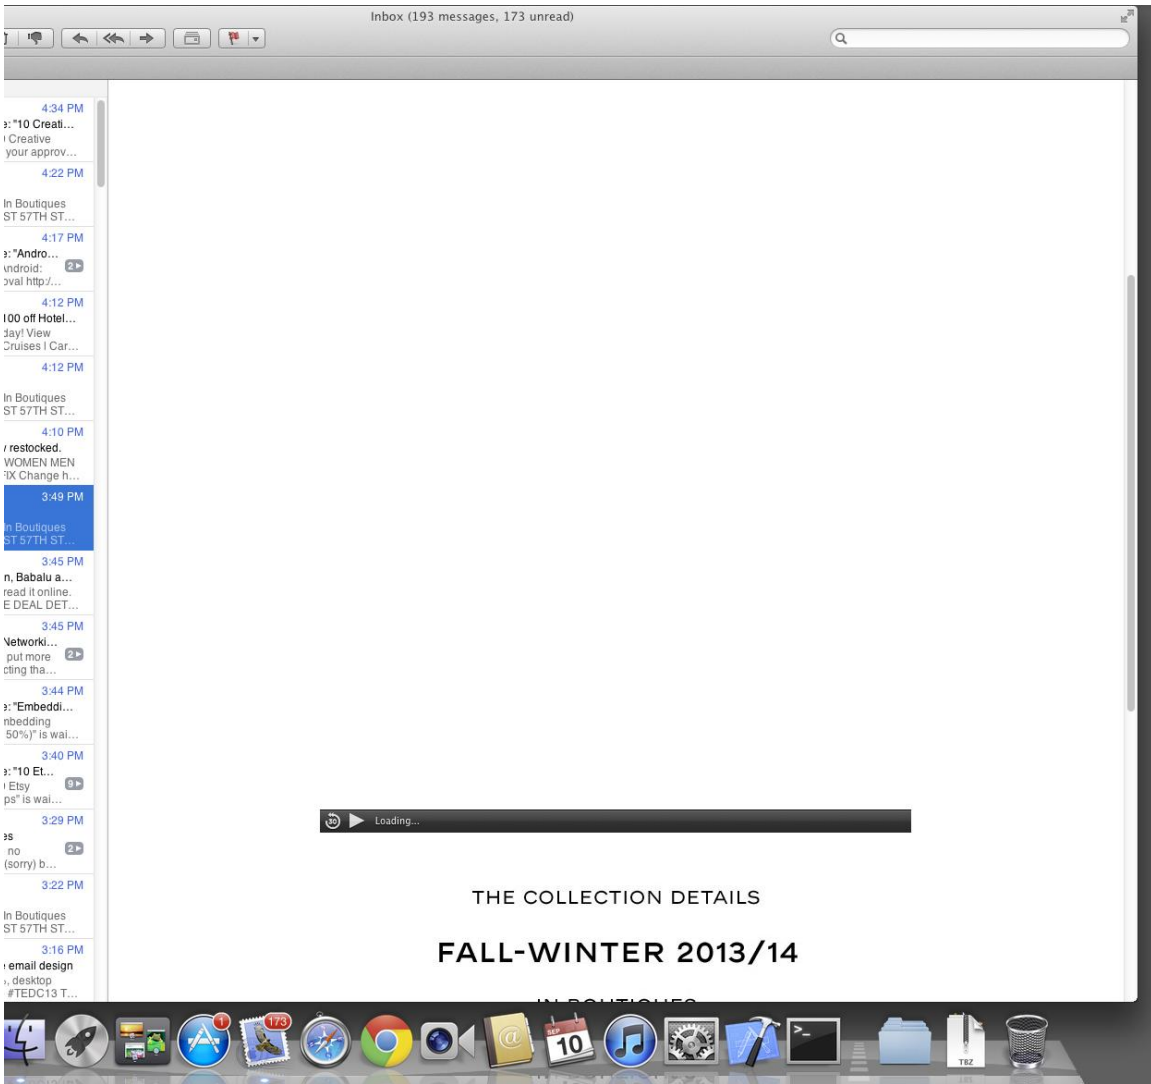 Inbox (193 messages, 173 unread)
4:34 PM
e: "10 Creati...
Creative
your approv...
4:22 PM
In Boutiques
ST 57TH ST...
4:17 PM
e: "Andro...
Android:
2
oval http:/...
4:12 PM
100 off Hotel...
day! View
Cruises | Car...
4:12 PM
In Boutiques
ST 57TH ST...
4:10 PM
restocked.
WOMEN MEN
FIX Change h...
3:49 PM
In Boutiques
ST 57TH ST...
3:45 PM
n, Babalu a...
read it online.
E DEAL DET...
3:45 PM
Networki...
put more
2
cting tha...
3:44 PM
e: "Embeddi...
mbedding
50%)" is wai...
3:40 PM
e: "10 Et...
Etsy
9
ps" is wai...
3:29 PM
es
no
2
(sorry) b...
3:22 PM
In Boutiques
ST 57TH ST...
3:16 PM
email design
, desktop
#TEDC13 T...
30 Loading...
THE COLLECTION DETAILS
FALL-WINTER 2013/14
IN BOUTIQUES
1
173
@
SEP
10
>_
TBZ